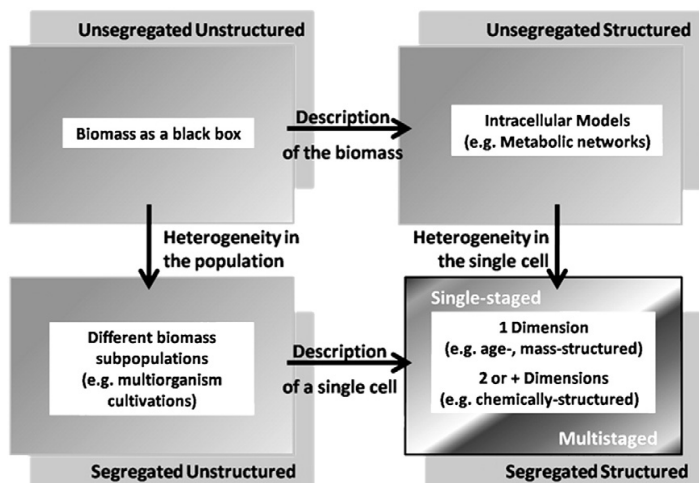 Unsegregated Unstructured
Unsegregated Structured
Biomass as a black box
Description
of the biomass
Intracellular Models
(e.g. Metabolic networks)
Heterogeneity in
the population
Heterogeneity in
the single cell
Different biomass
subpopulations
(e.g. multiorganism
cultivations)
Description
of a single cell
Single-staged
1 Dimension
(e.g. age-, mass-structured)
2 or + Dimensions
(e.g. chemically-structured)
Multistaged
Segregated Unstructured
Segregated Structured